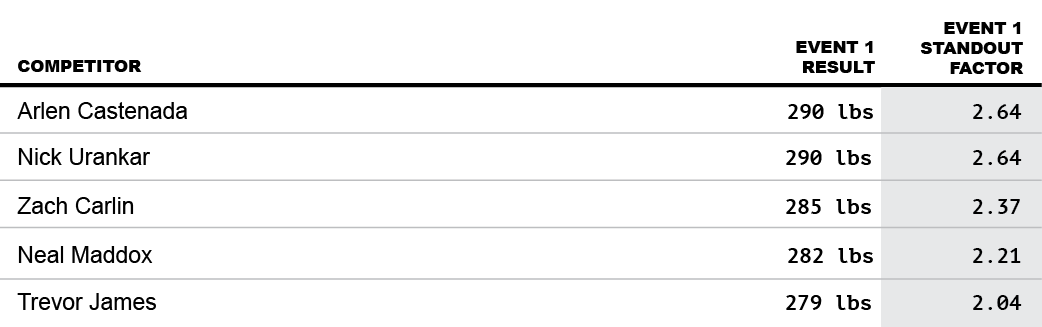 COMPETITOR
EVENT 1
RESULT
EVENT 1
STANDOUT
FACTOR
Arlen Castenada 290 lbs 2.64
Nick Urankar 290 lbs 2.64
Zach Carlin 285 lbs 2.37
Neal Maddox 282 lbs 2.21
Trevor James 279 lbs 2.04